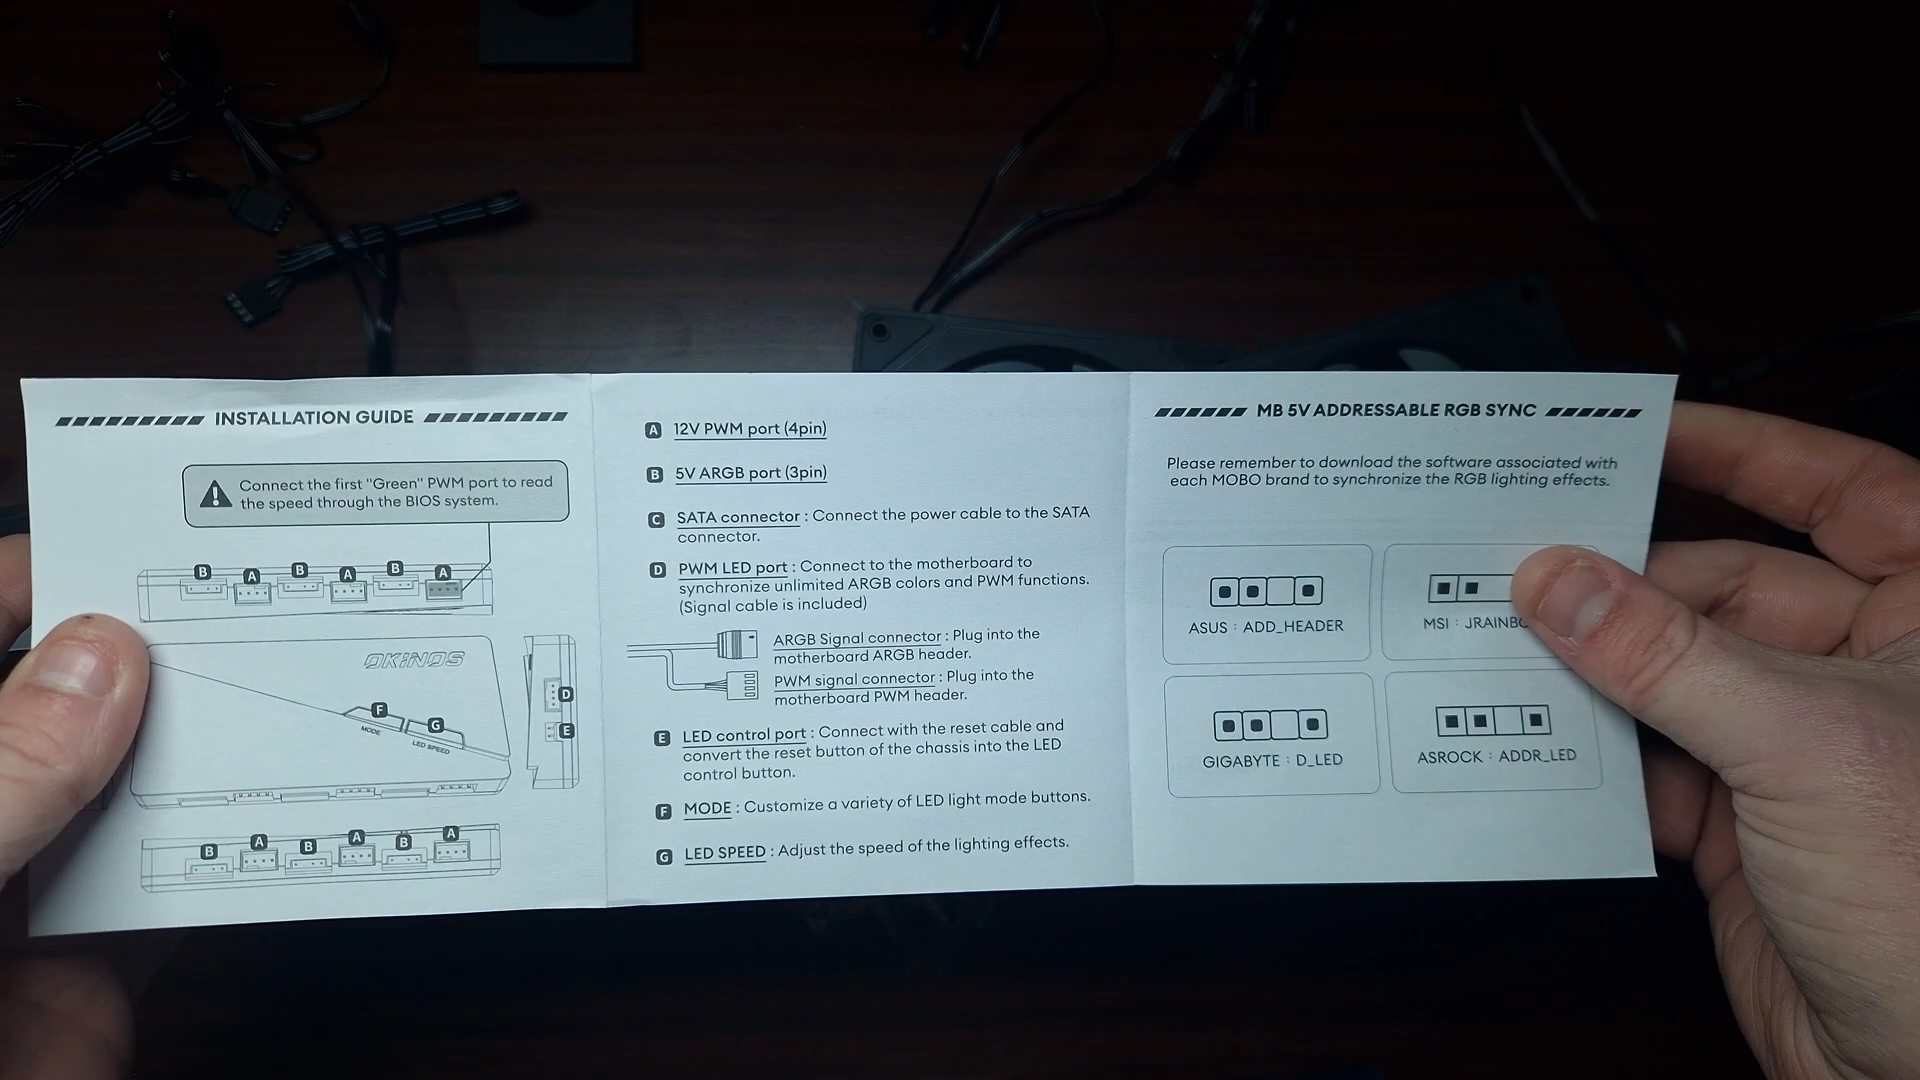 INSTALLATION GUIDE
Connect the first "Green" PWM port to read
the speed through the BIOS system.
B A B A B A
OKINOS
F
MODE
G
LED SPEED
D
E
B A B A B A
A 12V PWM port (4pin)
B 5V ARGB port (3pin)
C SATA connector : Connect the power cable to the SATA
connector.
D PWM LED port : Connect to the motherboard to
synchronize unlimited ARGB colors and PWM functions.
(Signal cable is included)
ARGB Signal connector : Plug into the
motherboard ARGB header.
PWM signal connector : Plug into the
motherboard PWM header.
E LED control port : Connect with the reset cable and
convert the reset button of the chassis into the LED
control button.
F MODE : Customize a variety of LED light mode buttons.
G LED SPEED : Adjust the speed of the lighting effects.
MB 5V ADDRESSABLE RGB SYNC
Please remember to download the software associated with
each MOBO brand to synchronize the RGB lighting effects.
ASUS : ADD_HEADER
MSI :
GIGABYTE : D_LED
ASROCK : ADDR_LED